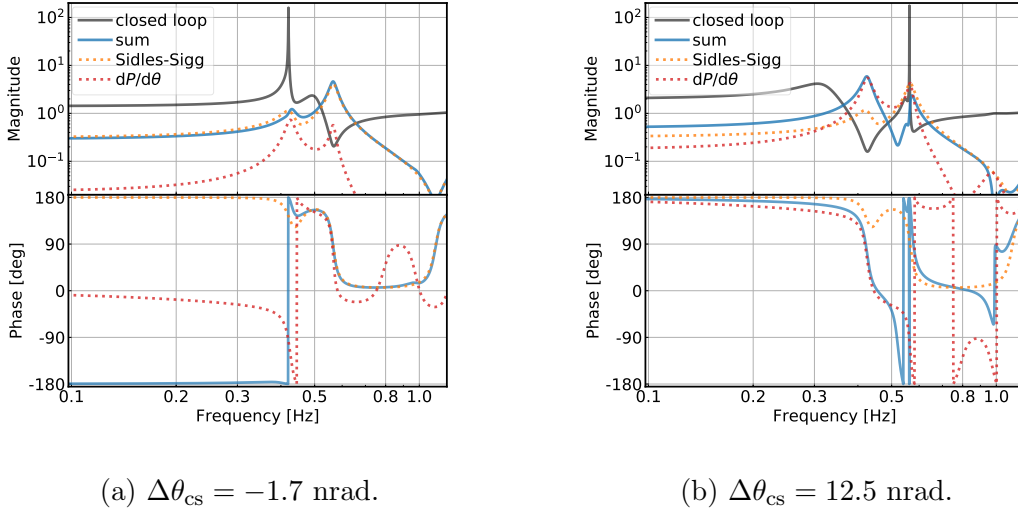 10²
10¹
10⁰
10⁻¹
Magnitude
closed loop
sum
Sidles-Sigg
dP/dθ
180
90
0
-90
-180
Phase [deg]
0.1 0.2 0.3 0.5 0.8 1.0
Frequency [Hz]
(a) Δθcs = −1.7 nrad.
10²
10¹
10⁰
10⁻¹
Magnitude
closed loop
sum
Sidles-Sigg
dP/dθ
180
90
0
-90
-180
Phase [deg]
0.1 0.2 0.3 0.5 0.8 1.0
Frequency [Hz]
(b) Δθcs = 12.5 nrad.